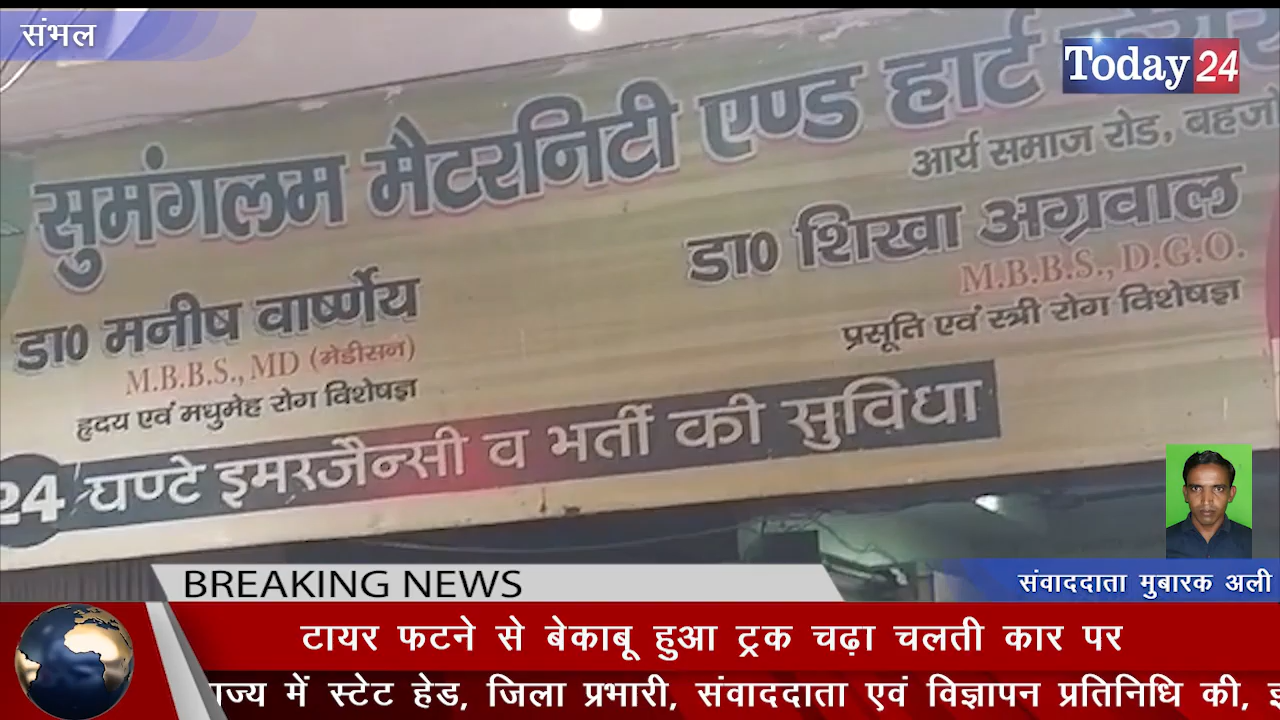 संभल
Today 24
सुमंगलम मैटरनिटी एण्ड हार्ट
आर्य समाज रोड, बहजो
डा0 शिखा अग्रवाल
M.B.B.S., D.G.O.
प्रसूति एवं स्त्री रोग विशेषज्ञ
डा0 मनीष वार्ष्णेय
M.B.B.S., MD (मेडीसन)
हृदय एवं मधुमेह रोग विशेषज्ञ
24 घण्टे इमरजैन्सी व भर्ती की सुविधा
संवाददाता मुबारक अली
BREAKING NEWS
टायर फटने से बेकाबू हुआ ट्रक चढ़ा चलती कार पर
में स्टेट हेड, जिला प्रभारी, संवाददाता एवं विज्ञापन प्रतिनिधि की,